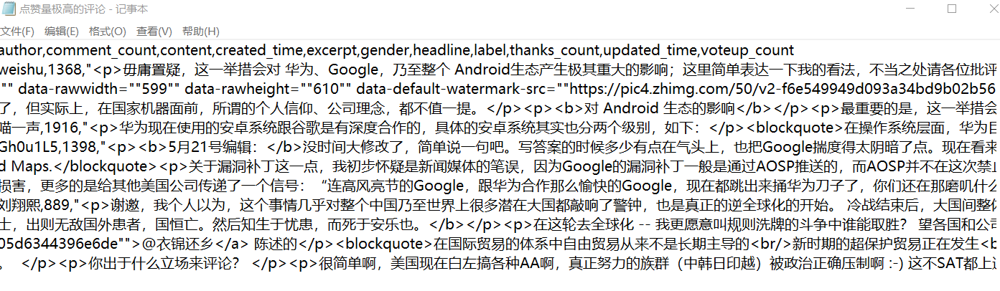 点赞量极高的评论 - 记事本
文件(F) 编辑(E) 格式(O) 查看(V) 帮助(H)
author,comment_count,content,created_time,excerpt,gender,headline,label,thanks_count,updated_time,voteup_count
weishu,1368,"<p>毋庸置疑，这一举措会对 华为、Google，乃至整个 Android生态产生极其重大的影响；这里简单表达一下我的看法，不当之处请各位批评
"" data-rawwidth=""599"" data-rawheight=""610"" data-default-watermark-src=""https://pic4.zhimg.com/50/v2-f6e549949d093a34bd9b02b56
了，但实际上，在国家机器面前，所谓的个人信仰、公司理念，都不值一提。</p><p><b>对 Android 生态的影响</b></p><p>最重要的是，这一举措会
喵一声,1916,"<p>华为现在使用的安卓系统跟谷歌是有深度合作的，具体的安卓系统其实也分两个级别，如下：</p><blockquote>在操作系统层面，华为目
Gh0u1L5,1398,"<p><b>5月21号编辑：</b>没时间大修改了，简单说一句吧。写答案的时候多少有点在气头上，也把Google揣度得太阴暗了点。现在看来
d Maps.</blockquote><p>关于漏洞补丁这一点，我初步怀疑是新闻媒体的笔误，因为Google的漏洞补丁一般是通过AOSP推送的，而AOSP并不在这次禁止
损害，更多的是给其他美国公司传递了一个信号：“连高风亮节的Google，跟华为合作那么愉快的Google，现在都跳出来捅华为刀子了，你们还在那磨叽什么
刘翔熙,889,"<p>谢邀，我个人以为，这个事情几乎对整个中国乃至世界上很多潜在大国都敲响了警钟，也是真正的逆全球化的开始。 冷战结束后，大国间整体
士，出则无敌国外患者，国恒亡。然后知生于忧患，而死于安乐也。</b></p><p>在这轮去全球化 -- 我更愿意叫规则洗牌的斗争中谁能取胜？ 望各国和公司
05d6344396e6de"">@衣锦还乡</a> 陈述的</p><blockquote>在国际贸易的体系中自由贸易从来不是长期主导的<br/>新时期的超保护贸易正在发生<b
。 </p><p>你出于什么立场来评论？ </p><p>很简单啊，美国现在白左搞各种AA啊，真正努力的族群（中韩日印越）被政治正确压制啊 :-) 这不SAT都上